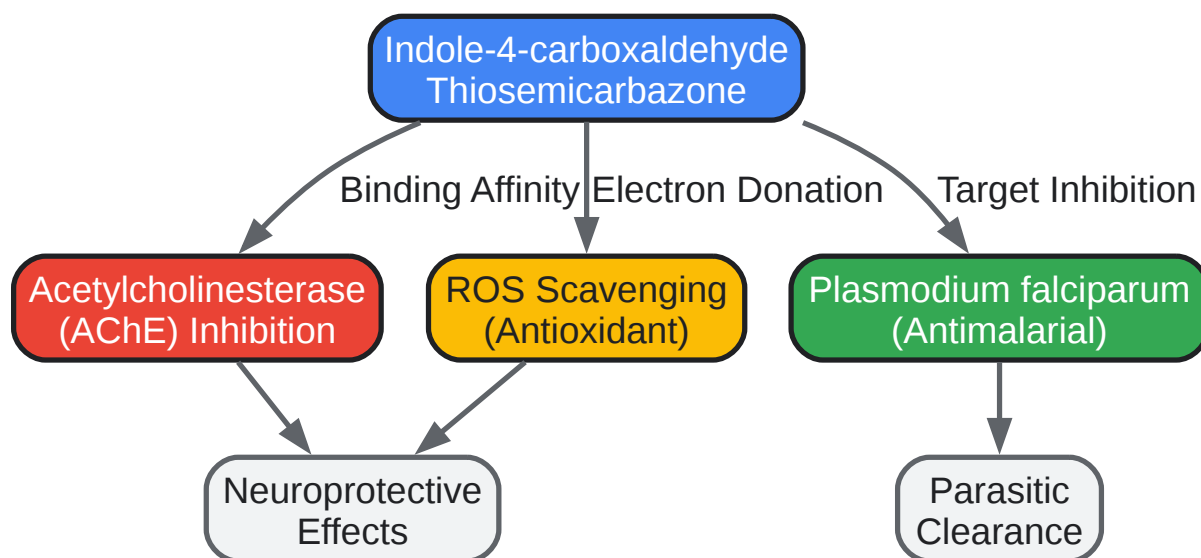 Indole-4-carboxaldehyde
Thiosemicarbazone
Binding Affinity
Electron Donation
Target Inhibition
Acetylcholinesterase
(AChE) Inhibition
ROS Scavenging
(Antioxidant)
Plasmodium falciparum
(Antimalarial)
Neuroprotective
Effects
Parasitic
Clearance